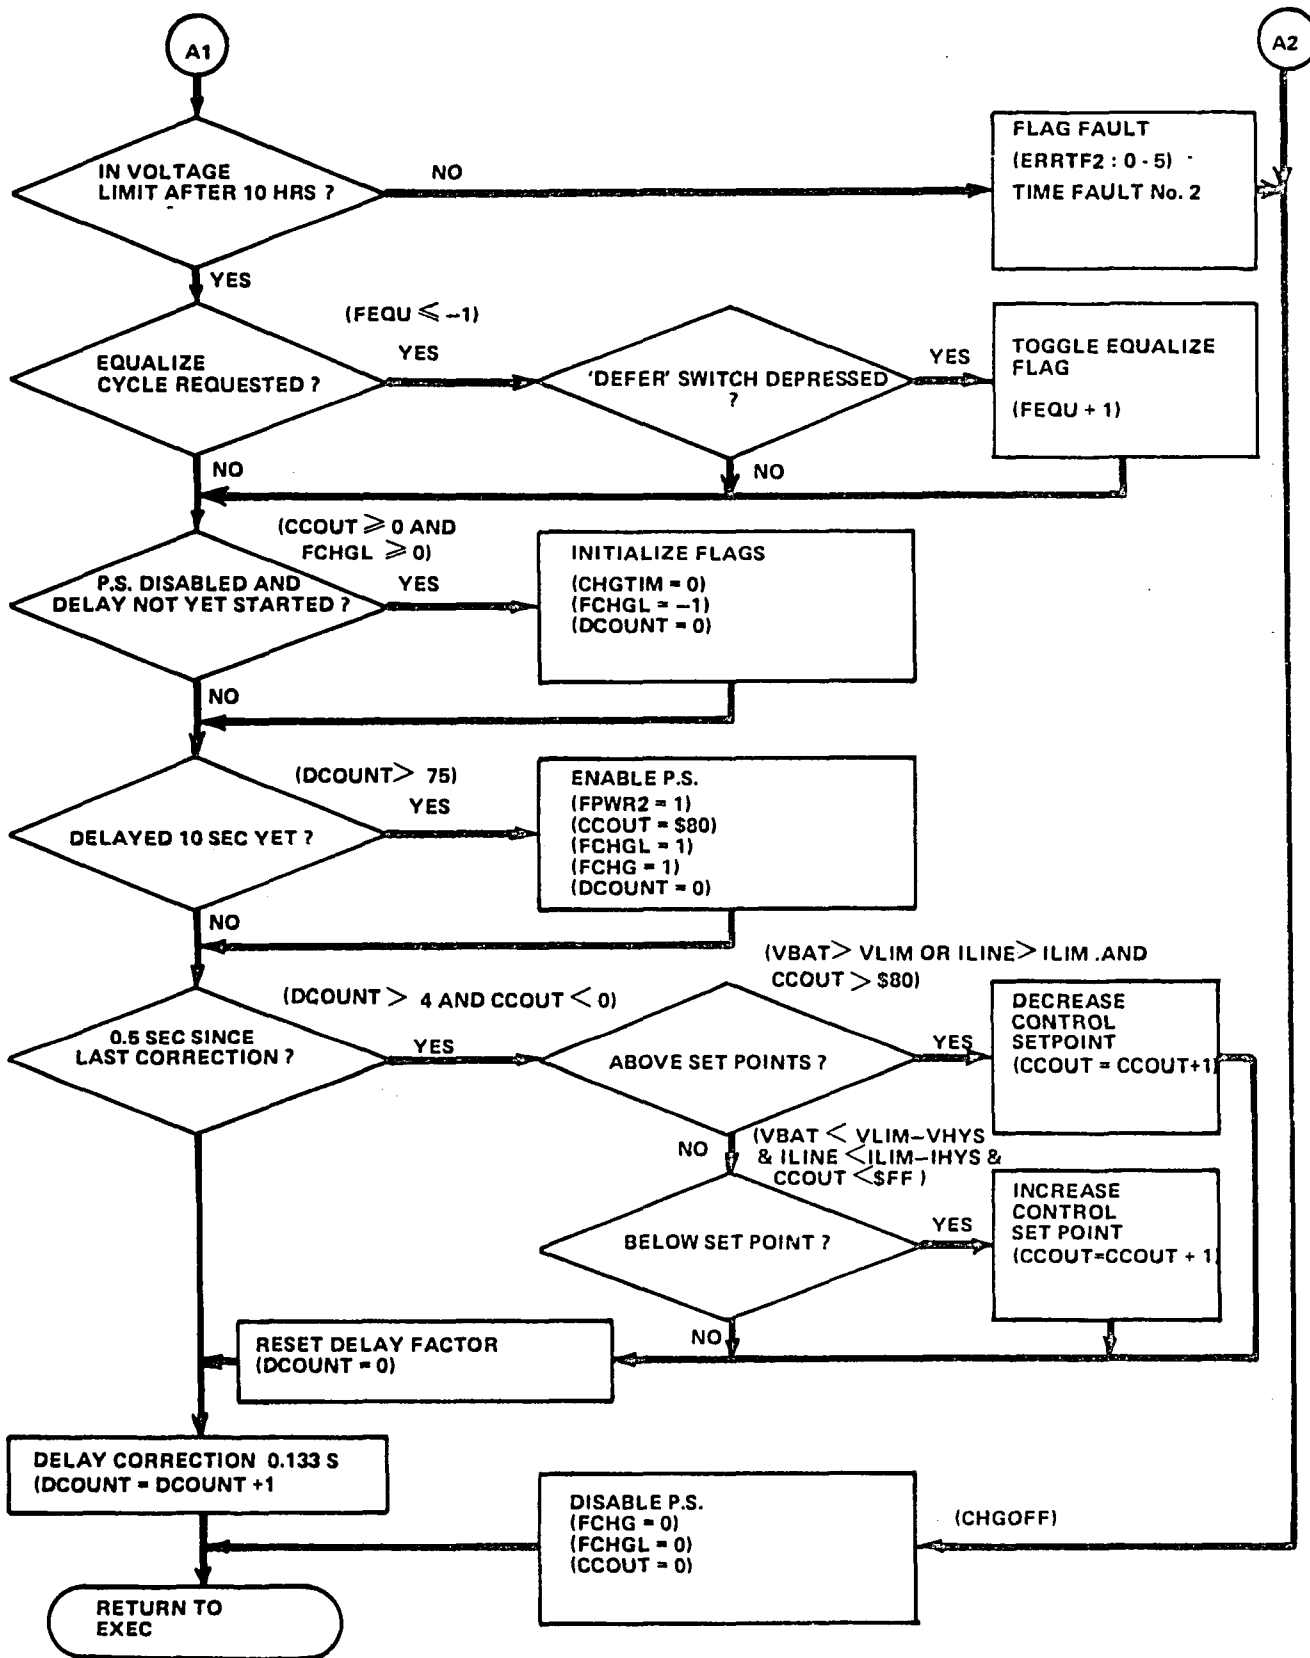 A1
A2
IN VOLTAGE
LIMIT AFTER 10 HRS ?
NO
FLAG FAULT
(ERRTF2 : 0 - 5)
TIME FAULT No. 2
YES
(FEQU ⩽ −1)
EQUALIZE
CYCLE REQUESTED ?
YES
'DEFER' SWITCH DEPRESSED
?
YES
TOGGLE EQUALIZE
FLAG
(FEQU + 1)
NO
NO
(CCOUT ⩾ 0 AND
FCHGL ⩾ 0)
P.S. DISABLED AND
DELAY NOT YET STARTED ?
YES
INITIALIZE FLAGS
(CHGTIM = 0)
(FCHGL = −1)
(DCOUNT = 0)
NO
(DCOUNT > 75)
DELAYED 10 SEC YET ?
YES
ENABLE P.S.
(FPWR2 = 1)
(CCOUT = $80)
(FCHGL = 1)
(FCHG = 1)
(DCOUNT = 0)
NO
(VBAT > VLIM OR ILINE > ILIM .AND
CCOUT > $80)
(DCOUNT > 4 AND CCOUT < 0)
0.5 SEC SINCE
LAST CORRECTION ?
YES
ABOVE SET POINTS ?
YES
DECREASE
CONTROL
SETPOINT
(CCOUT = CCOUT+1)
NO
(VBAT < VLIM−VHYS
& ILINE < ILIM−IHYS &
CCOUT < $FF )
BELOW SET POINT ?
YES
INCREASE
CONTROL
SET POINT
(CCOUT=CCOUT + 1)
NO
RESET DELAY FACTOR
(DCOUNT = 0)
DELAY CORRECTION 0.133 S
(DCOUNT = DCOUNT +1
DISABLE P.S.
(FCHG = 0)
(FCHGL = 0)
(CCOUT = 0)
(CHGOFF)
RETURN TO
EXEC